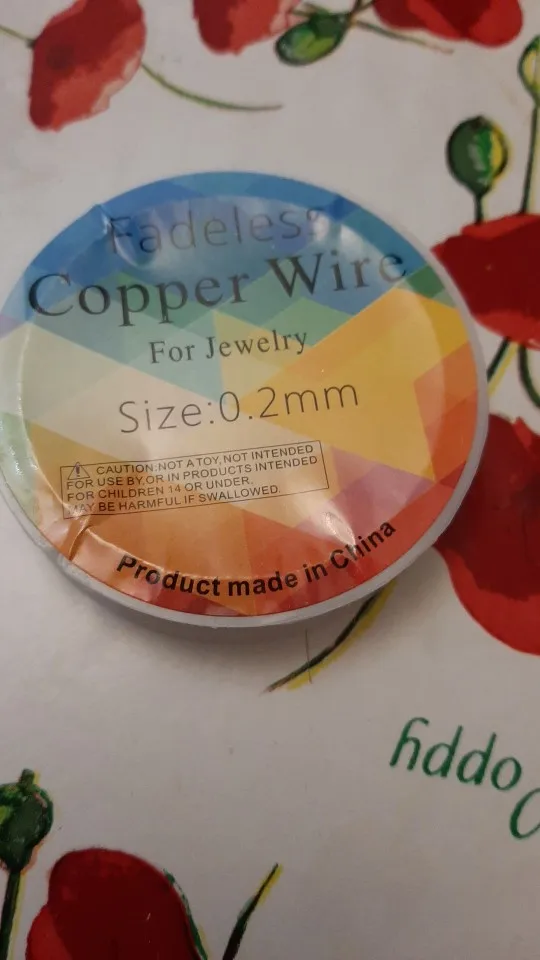 Fadeless
Copper Wire
For Jewelry
Size:0.2mm
CAUTION:NOT A TOY, NOT INTENDED
FOR USE BY,OR IN PRODUCTS INTENDED
FOR CHILDREN 14 OR UNDER.
MAY BE HARMFUL IF SWALLOWED.
Product made in China